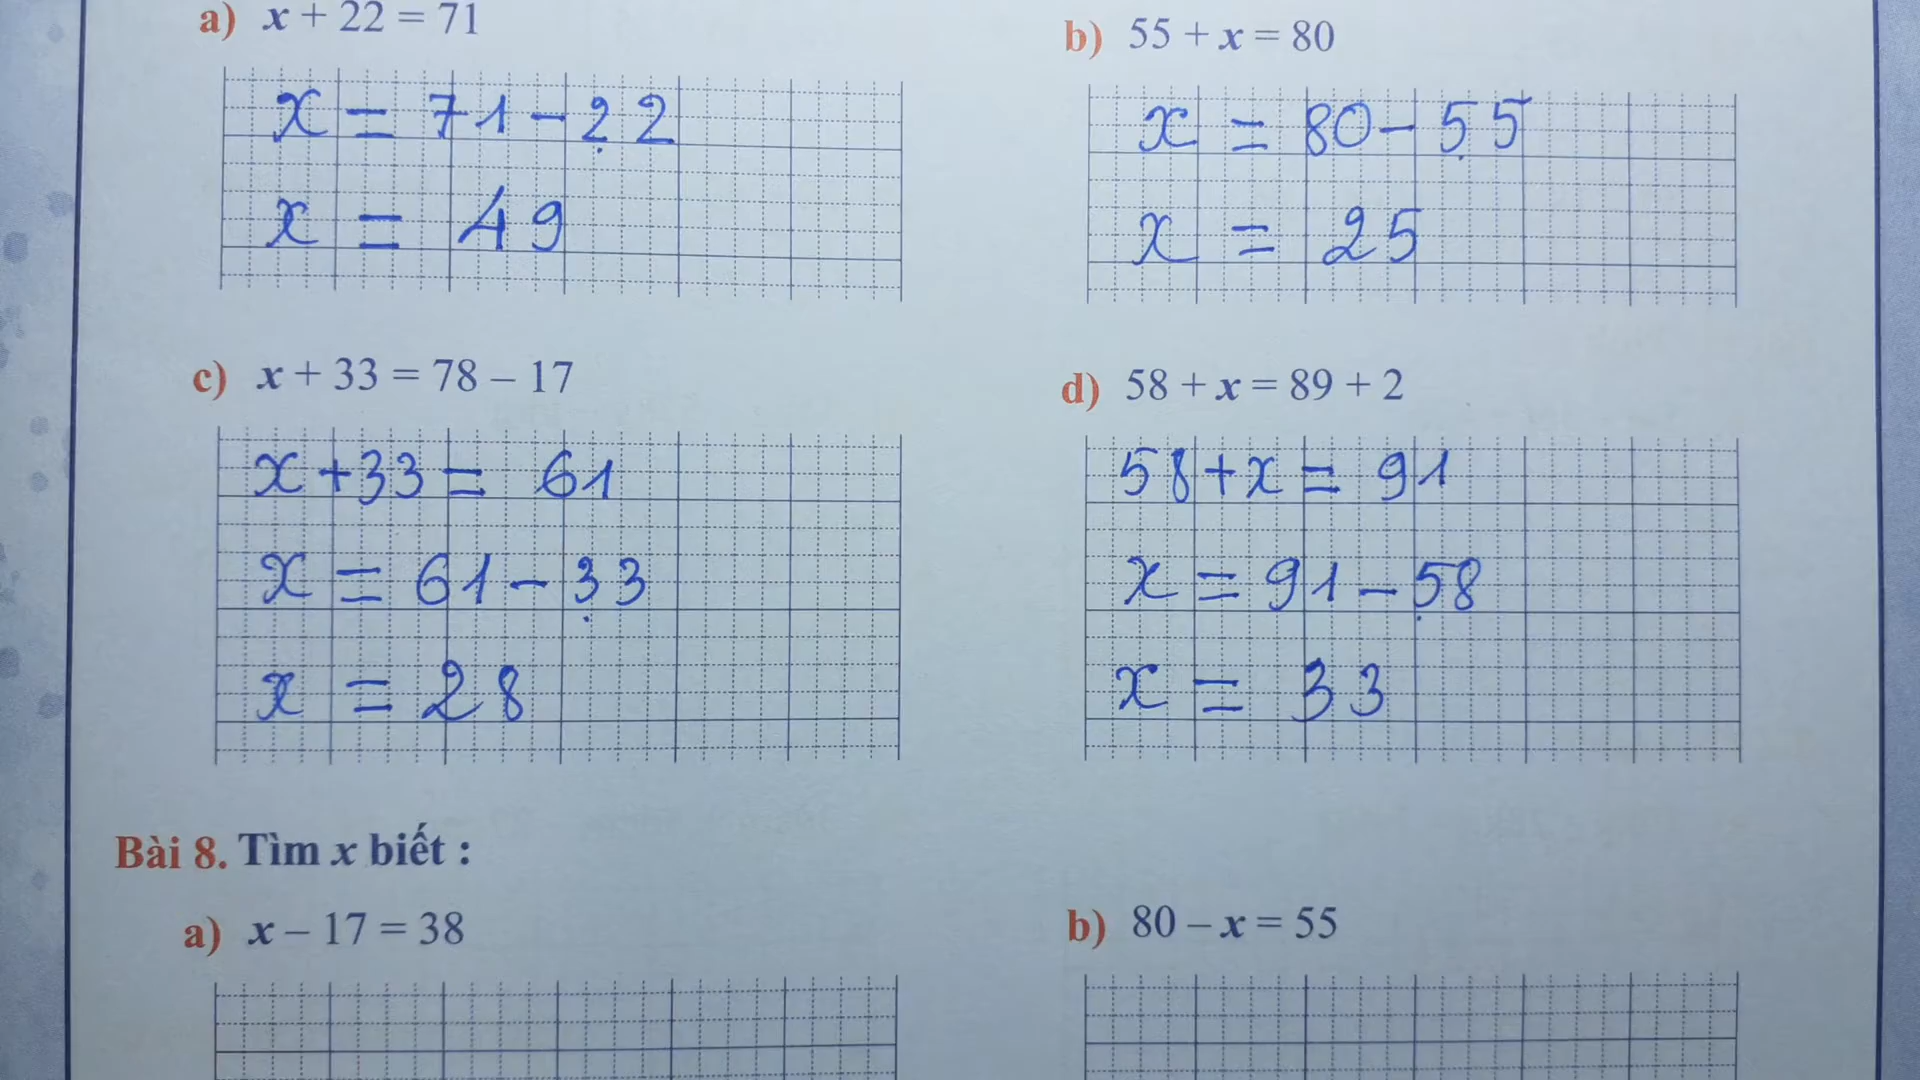 a) x + 22 = 71
x = 71 - 22
x = 49
b) 55 + x = 80
x = 80 - 55
x = 25
c) x + 33 = 78 – 17
x + 33 = 61
x = 61 - 33
x = 28
d) 58 + x = 89 + 2
58 + x = 91
x = 91 - 58
x = 33
Bài 8. Tìm x biết :
a) x – 17 = 38
b) 80 – x = 55